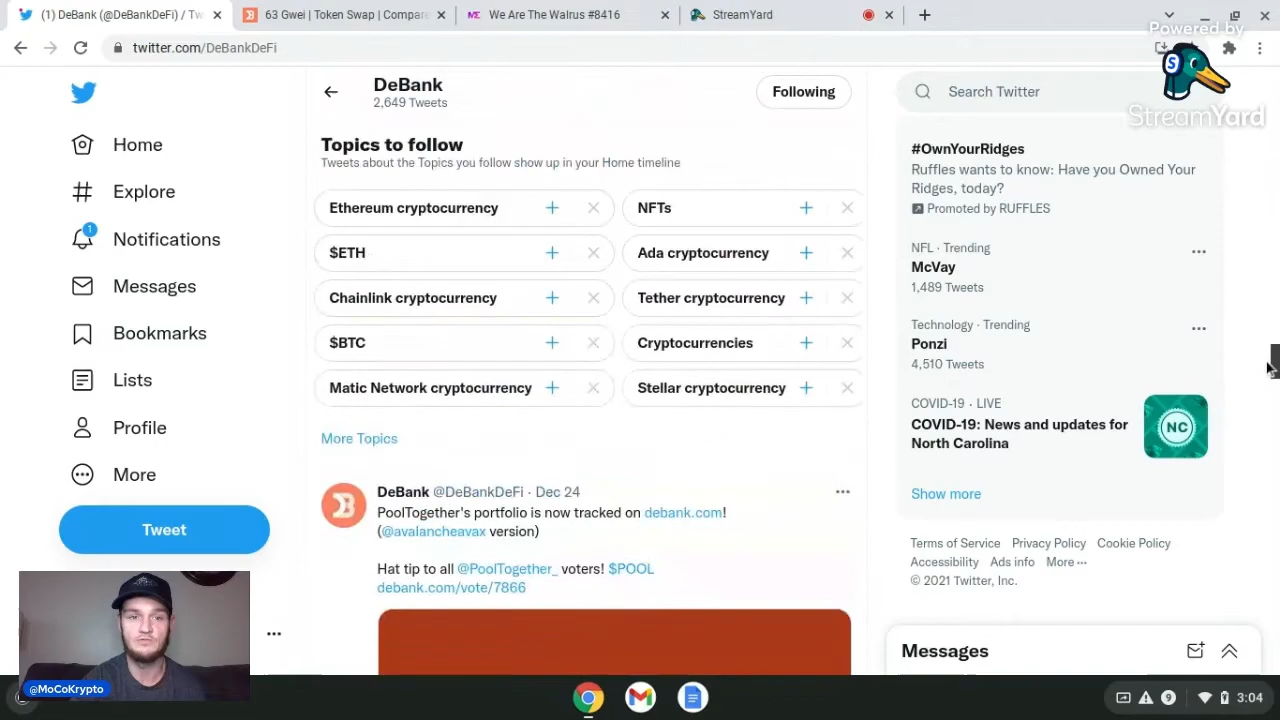 (1) DeBank (@DeBankDeFi) / Tw
63 Gwei | Token Swap | Compare
ME
We Are The Walrus #8416
StreamYard
twitter.com/DeBankDeFi
Powered by
StreamYard
DeBank
2,649 Tweets
Following
Search Twitter
Home
Explore
1
Notifications
Messages
Bookmarks
Lists
Profile
More
Tweet
Topics to follow
Tweets about the Topics you follow show up in your Home timeline
Ethereum cryptocurrency
NFTs
$ETH
Ada cryptocurrency
Chainlink cryptocurrency
Tether cryptocurrency
$BTC
Cryptocurrencies
Matic Network cryptocurrency
Stellar cryptocurrency
More Topics
DeBank @DeBankDeFi · Dec 24
PoolTogether's portfolio is now tracked on debank.com!
(@avalancheavax version)
Hat tip to all @PoolTogether_ voters! $POOL
debank.com/vote/7866
#OwnYourRidges
Ruffles wants to know: Have you Owned Your
Ridges, today?
Promoted by RUFFLES
NFL · Trending
McVay
1,489 Tweets
Technology · Trending
Ponzi
4,510 Tweets
COVID-19 · LIVE
COVID-19: News and updates for
North Carolina
NC
Show more
Terms of Service Privacy Policy Cookie Policy
Accessibility Ads info More ···
© 2021 Twitter, Inc.
Messages
@MoCoKrypto
9
3:04